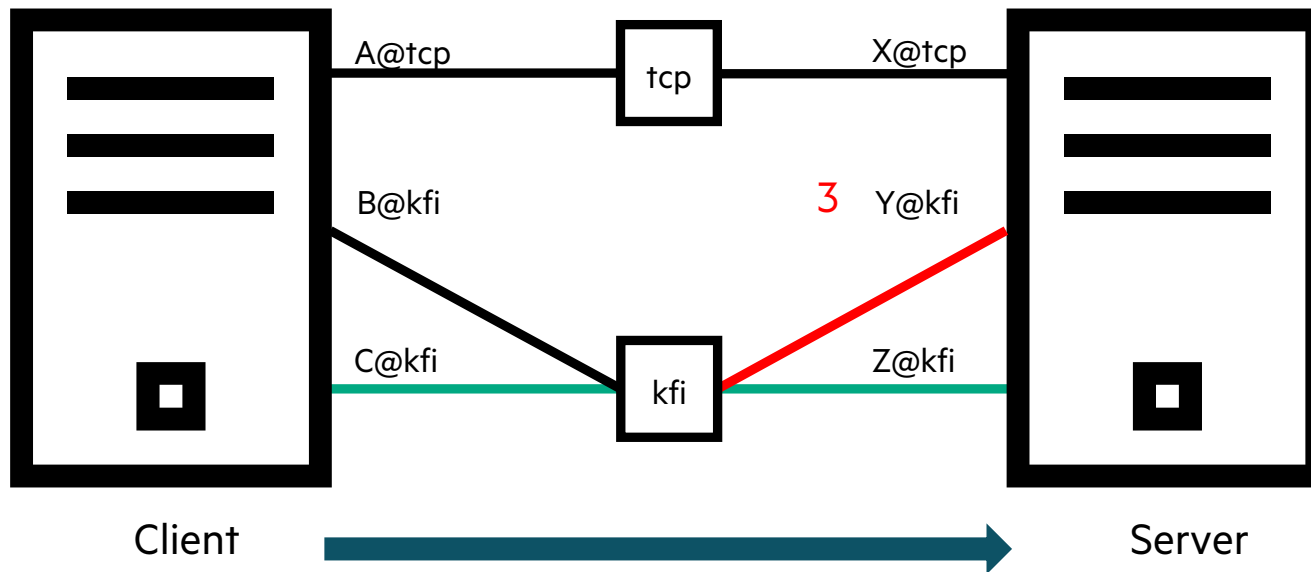 A@tcp
tcp
X@tcp
B@kfi
3
Y@kfi
C@kfi
kfi
Z@kfi
Client
Server